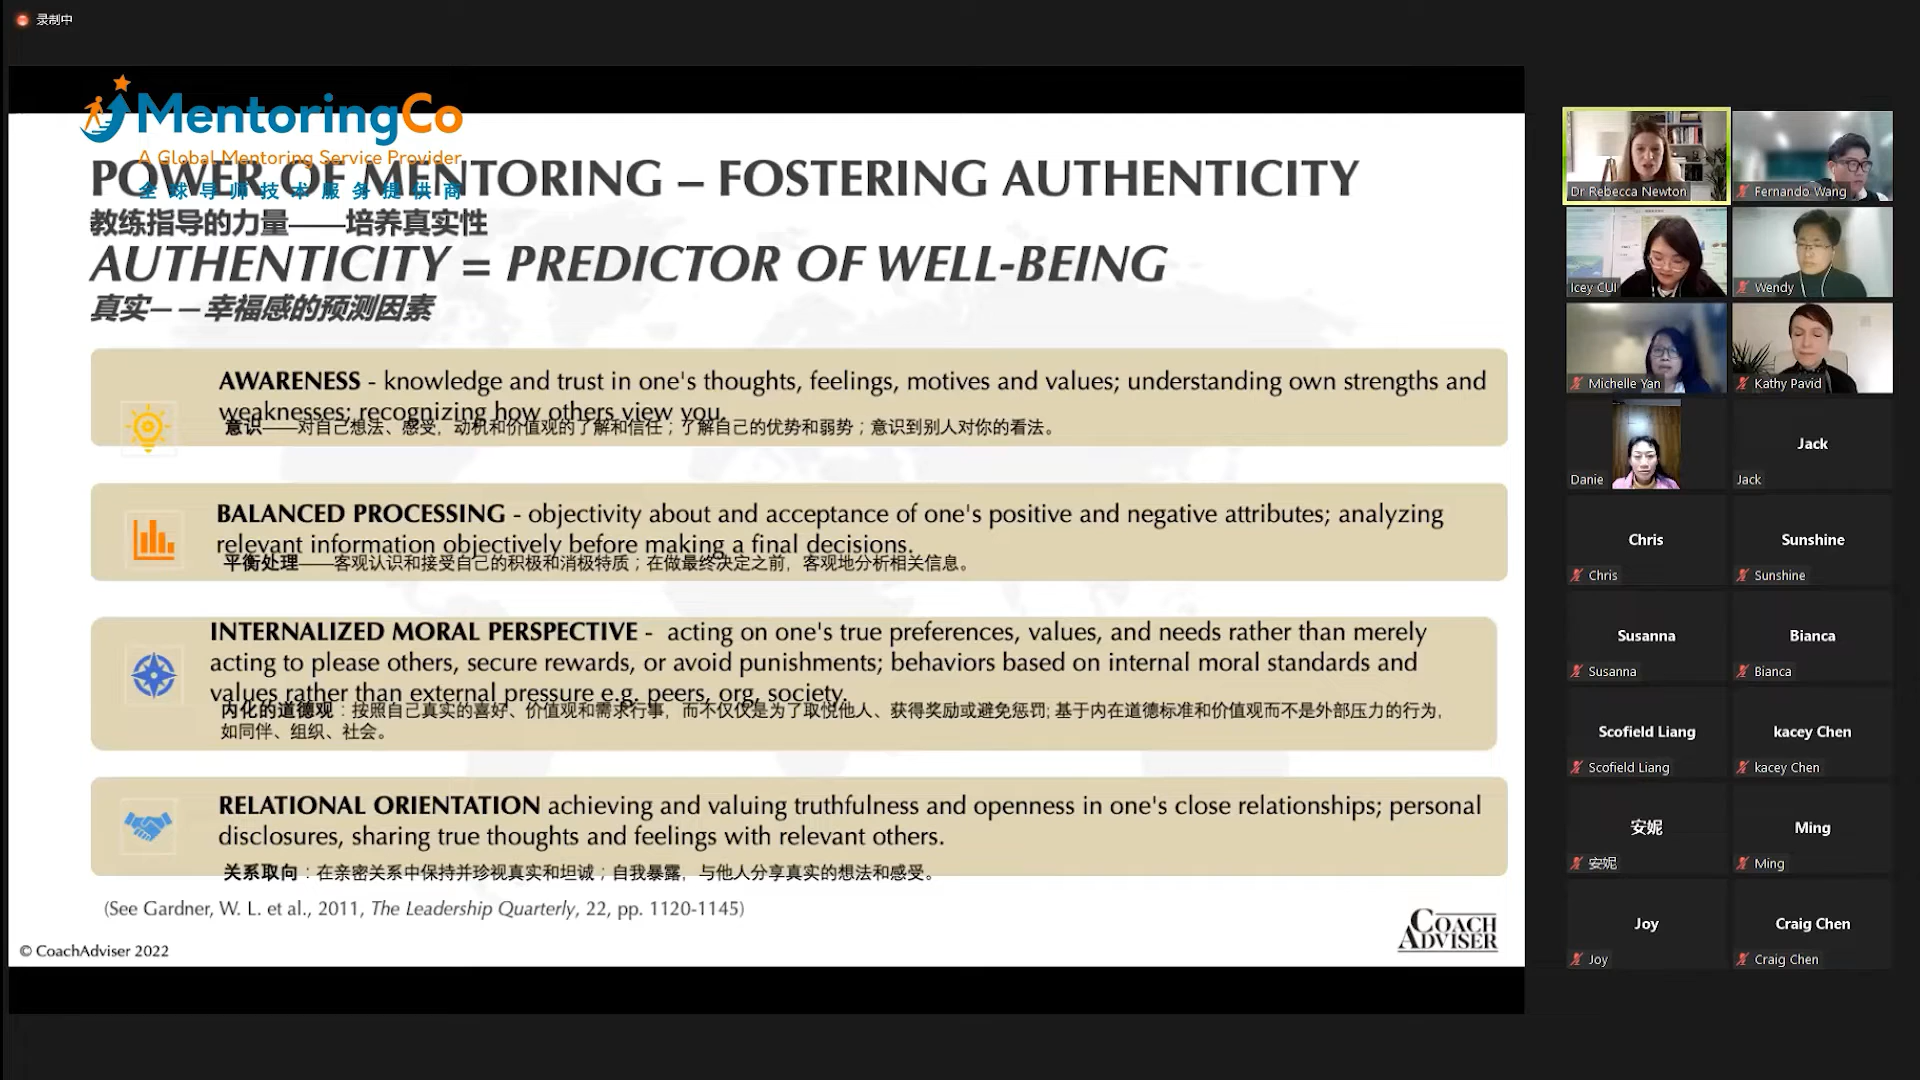 录制中
MentoringCo
A Global Mentoring Service Provider
全球导师技术服务提供商
POWER OF MENTORING – FOSTERING AUTHENTICITY
教练指导的力量——培养真实性
AUTHENTICITY = PREDICTOR OF WELL-BEING
真实——幸福感的预测因素
AWARENESS - knowledge and trust in one's thoughts, feelings, motives and values; understanding own strengths and
weaknesses; recognizing how others view you.
意识——对自己想法、感受，动机和价值观的了解和信任；了解自己的优势和弱势；意识到别人对你的看法。
BALANCED PROCESSING - objectivity about and acceptance of one's positive and negative attributes; analyzing
relevant information objectively before making a final decisions.
平衡处理——客观认识和接受自己的积极和消极特质；在做最终决定之前，客观地分析相关信息。
INTERNALIZED MORAL PERSPECTIVE - acting on one's true preferences, values, and needs rather than merely
acting to please others, secure rewards, or avoid punishments; behaviors based on internal moral standards and
values rather than external pressure e.g. peers, org, society.
内化的道德观：按照自己真实的喜好、价值观和需求行事，而不仅仅是为了取悦他人、获得奖励或避免惩罚; 基于内在道德标准和价值观而不是外部压力的行为，
如同伴、组织、社会。
RELATIONAL ORIENTATION achieving and valuing truthfulness and openness in one's close relationships; personal
disclosures, sharing true thoughts and feelings with relevant others.
关系取向：在亲密关系中保持并珍视真实和坦诚；自我暴露，与他人分享真实的想法和感受。
(See Gardner, W. L. et al., 2011, The Leadership Quarterly, 22, pp. 1120-1145)
© CoachAdviser 2022
COACH
ADVISER
Dr Rebecca Newton
Fernando Wang
Icey CUI
Wendy
Michelle Yan
Kathy Pavid
Danie
Jack
Jack
Chris
Chris
Sunshine
Sunshine
Susanna
Susanna
Bianca
Bianca
Scofield Liang
Scofield Liang
kacey Chen
kacey Chen
安妮
安妮
Ming
Ming
Joy
Joy
Craig Chen
Craig Chen